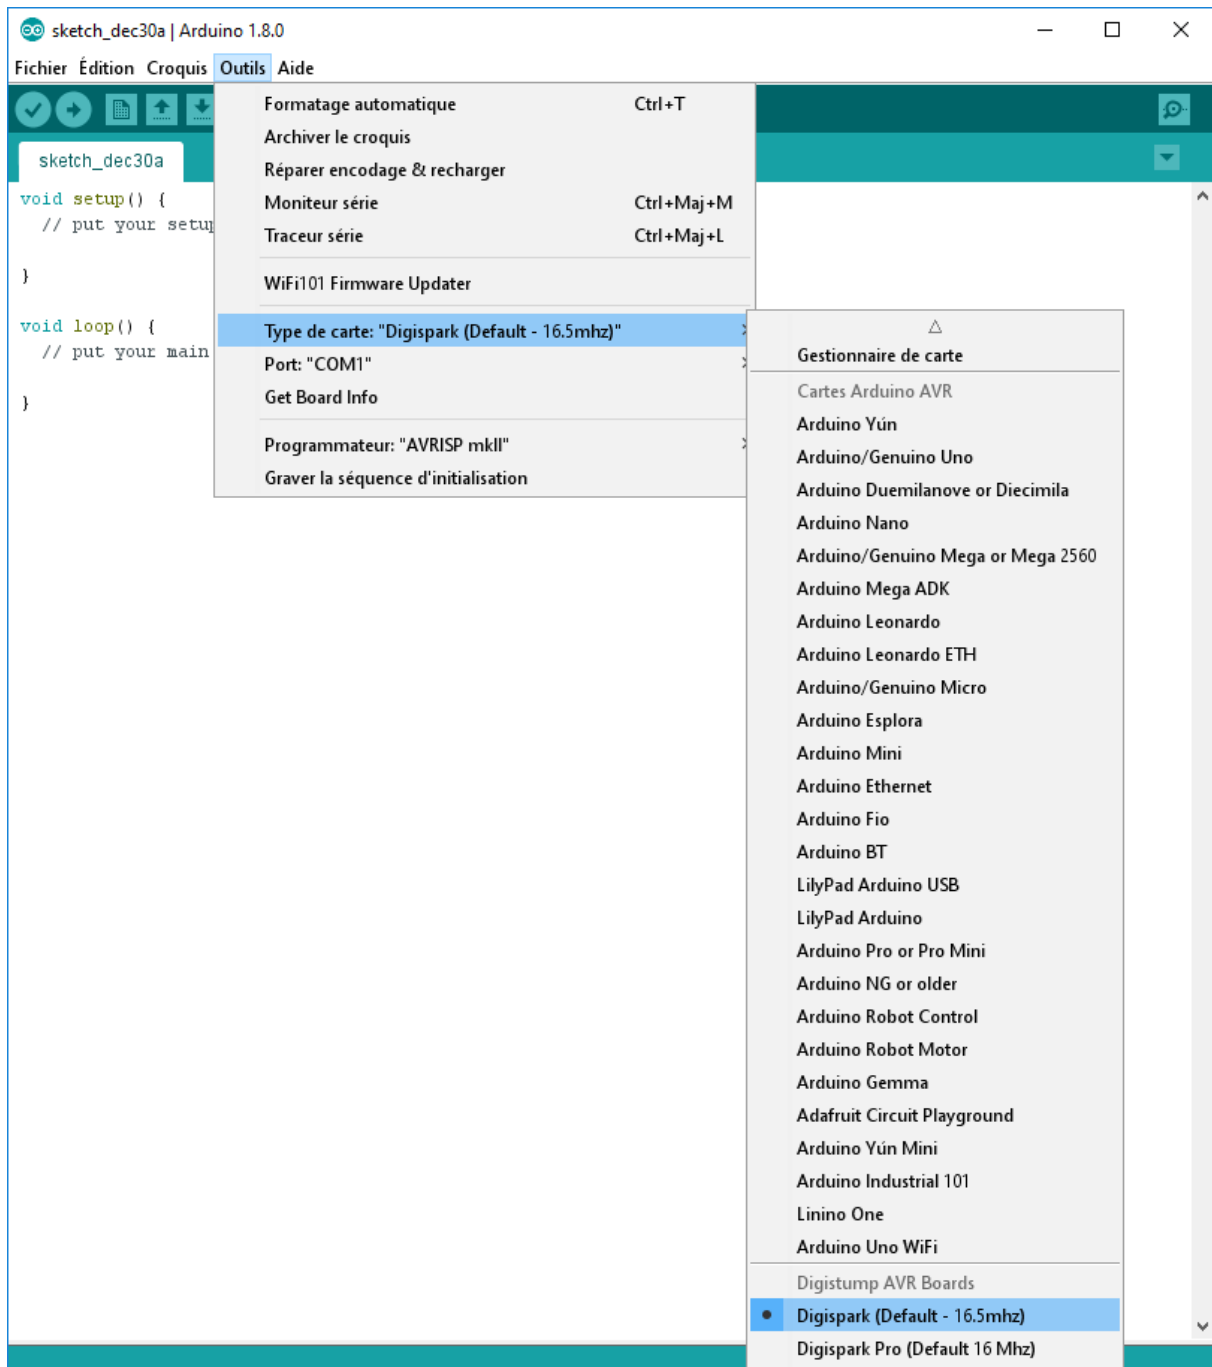 sketch_dec30a | Arduino 1.8.0
Fichier Édition Croquis Outils Aide
sketch_dec30a
void setup() {
// put your setup
}
void loop() {
// put your main
}
Formatage automatique Ctrl+T
Archiver le croquis
Réparer encodage & recharger
Moniteur série Ctrl+Maj+M
Traceur série Ctrl+Maj+L
WiFi101 Firmware Updater
Type de carte: "Digispark (Default - 16.5mhz)"
Port: "COM1"
Get Board Info
Programmateur: "AVRISP mkII"
Graver la séquence d'initialisation
Gestionnaire de carte
Cartes Arduino AVR
Arduino Yún
Arduino/Genuino Uno
Arduino Duemilanove or Diecimila
Arduino Nano
Arduino/Genuino Mega or Mega 2560
Arduino Mega ADK
Arduino Leonardo
Arduino Leonardo ETH
Arduino/Genuino Micro
Arduino Esplora
Arduino Mini
Arduino Ethernet
Arduino Fio
Arduino BT
LilyPad Arduino USB
LilyPad Arduino
Arduino Pro or Pro Mini
Arduino NG or older
Arduino Robot Control
Arduino Robot Motor
Arduino Gemma
Adafruit Circuit Playground
Arduino Yún Mini
Arduino Industrial 101
Linino One
Arduino Uno WiFi
Digistump AVR Boards
Digispark (Default - 16.5mhz)
Digispark Pro (Default 16 Mhz)